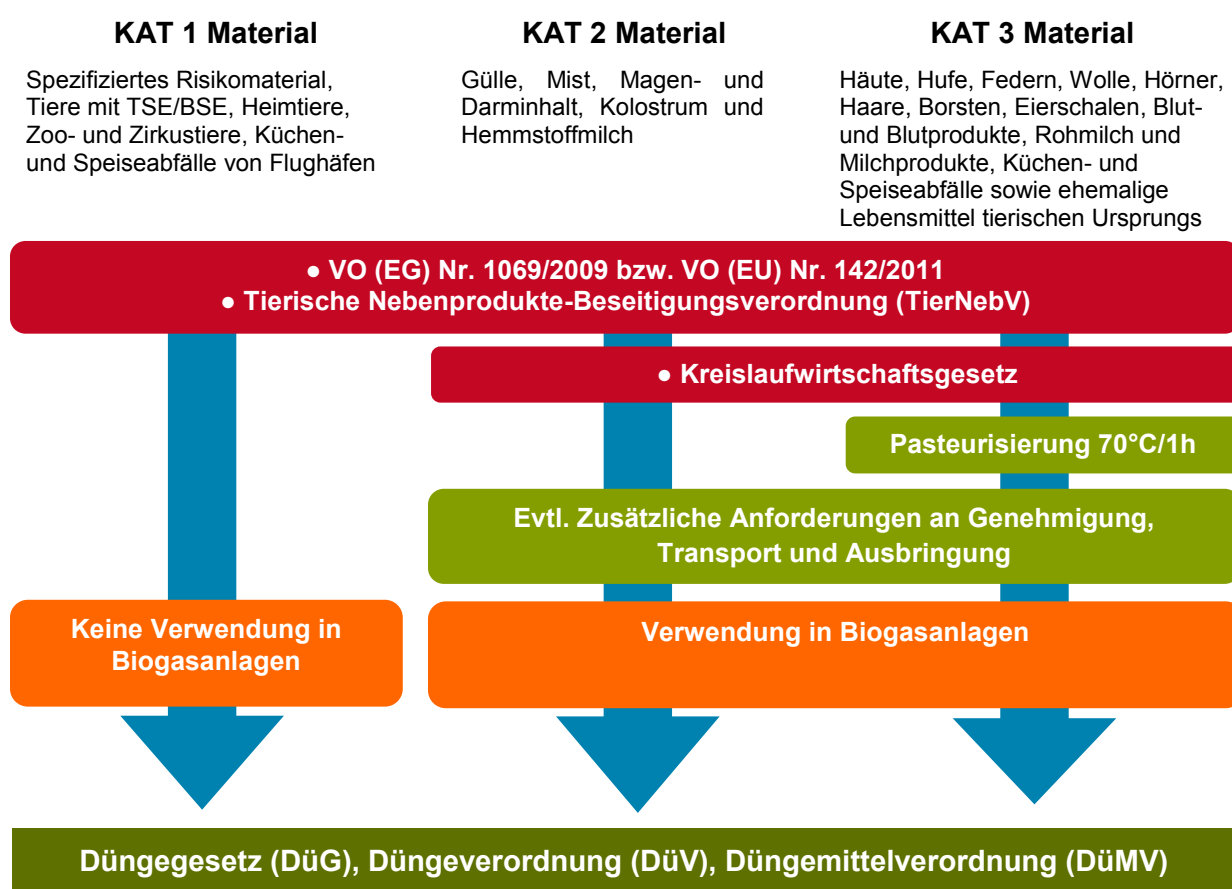 KAT 1 Material
Spezifiziertes Risikomaterial,
Tiere mit TSE/BSE, Heimtiere,
Zoo- und Zirkustiere, Küchen-
und Speiseabfälle von Flughäfen
KAT 2 Material
Gülle, Mist, Magen- und
Darminhalt, Kolostrum und
Hemmstoffmilch
KAT 3 Material
Häute, Hufe, Federn, Wolle, Hörner,
Haare, Borsten, Eierschalen, Blut-
und Blutprodukte, Rohmilch und
Milchprodukte, Küchen- und
Speiseabfälle sowie ehemalige
Lebensmittel tierischen Ursprungs
● VO (EG) Nr. 1069/2009 bzw. VO (EU) Nr. 142/2011
● Tierische Nebenprodukte-Beseitigungsverordnung (TierNebV)
● Kreislaufwirtschaftsgesetz
Pasteurisierung 70°C/1h
Evtl. Zusätzliche Anforderungen an Genehmigung,
Transport und Ausbringung
Keine Verwendung in
Biogasanlagen
Verwendung in Biogasanlagen
Düngegesetz (DüG), Düngeverordnung (DüV), Düngemittelverordnung (DüMV)